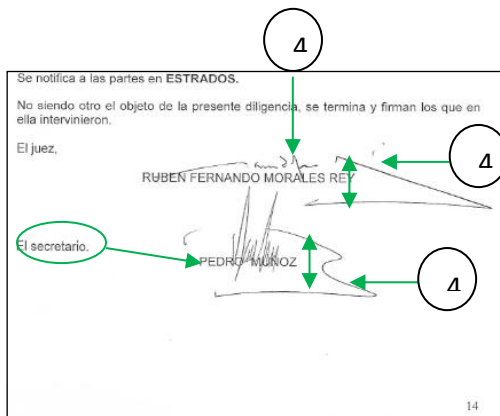 4
Se notifica a las partes en ESTRADOS.
No siendo otro el objeto de la presente diligencia, se termina y firman los que en
ella intervinieron.
El juez,
4
RUBEN FERNANDO MORALES REY
El secretario.
PEDRO MUÑOZ
4
14